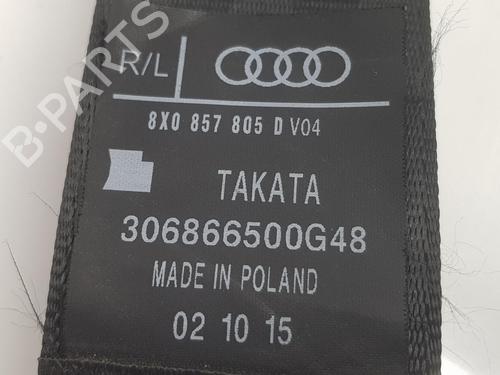 R/L
8X0 857 805 D V04
TAKATA
306866500G48
MADE IN POLAND
02 10 15
B-PARTS